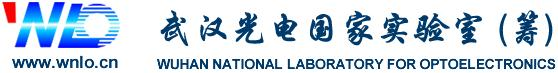 WNLO 武汉光电国家实验室(筹)
www.wnlo.cn WUHAN NATIONAL LABORATORY FOR OPTOELECTRONICS